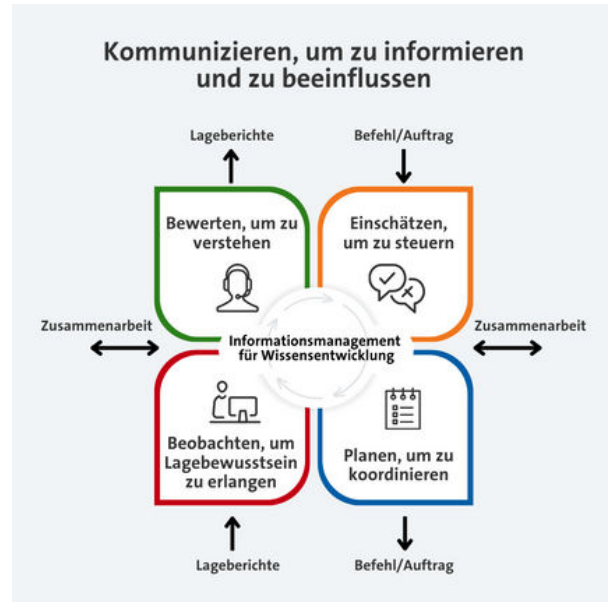 Kommunizieren, um zu informieren
und zu beeinflussen
Lageberichte
Befehl/Auftrag
Bewerten, um zu
verstehen
Einschätzen,
um zu steuern
Zusammenarbeit
Informationsmanagement
für Wissensentwicklung
Zusammenarbeit
Beobachten, um
Lagebewusstsein
zu erlangen
Planen, um zu
koordinieren
Lageberichte
Befehl/Auftrag